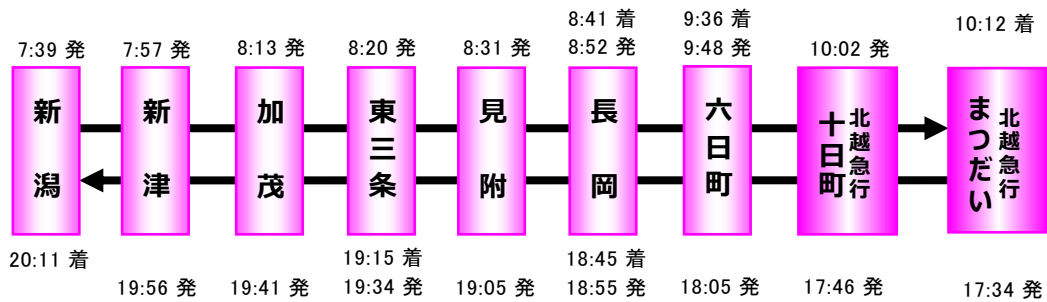 8:41 着
9:36 着
10:12 着
7:39 発
7:57 発
8:13 発
8:20 発
8:31 発
8:52 発
9:48 発
10:02 発
新潟
新津
加茂
東三条
見附
長岡
六日町
北越急行
十日町
北越急行
まつだい
20:11 着
19:15 着
18:45 着
19:56 発
19:41 発
19:34 発
19:05 発
18:55 発
18:05 発
17:46 発
17:34 発